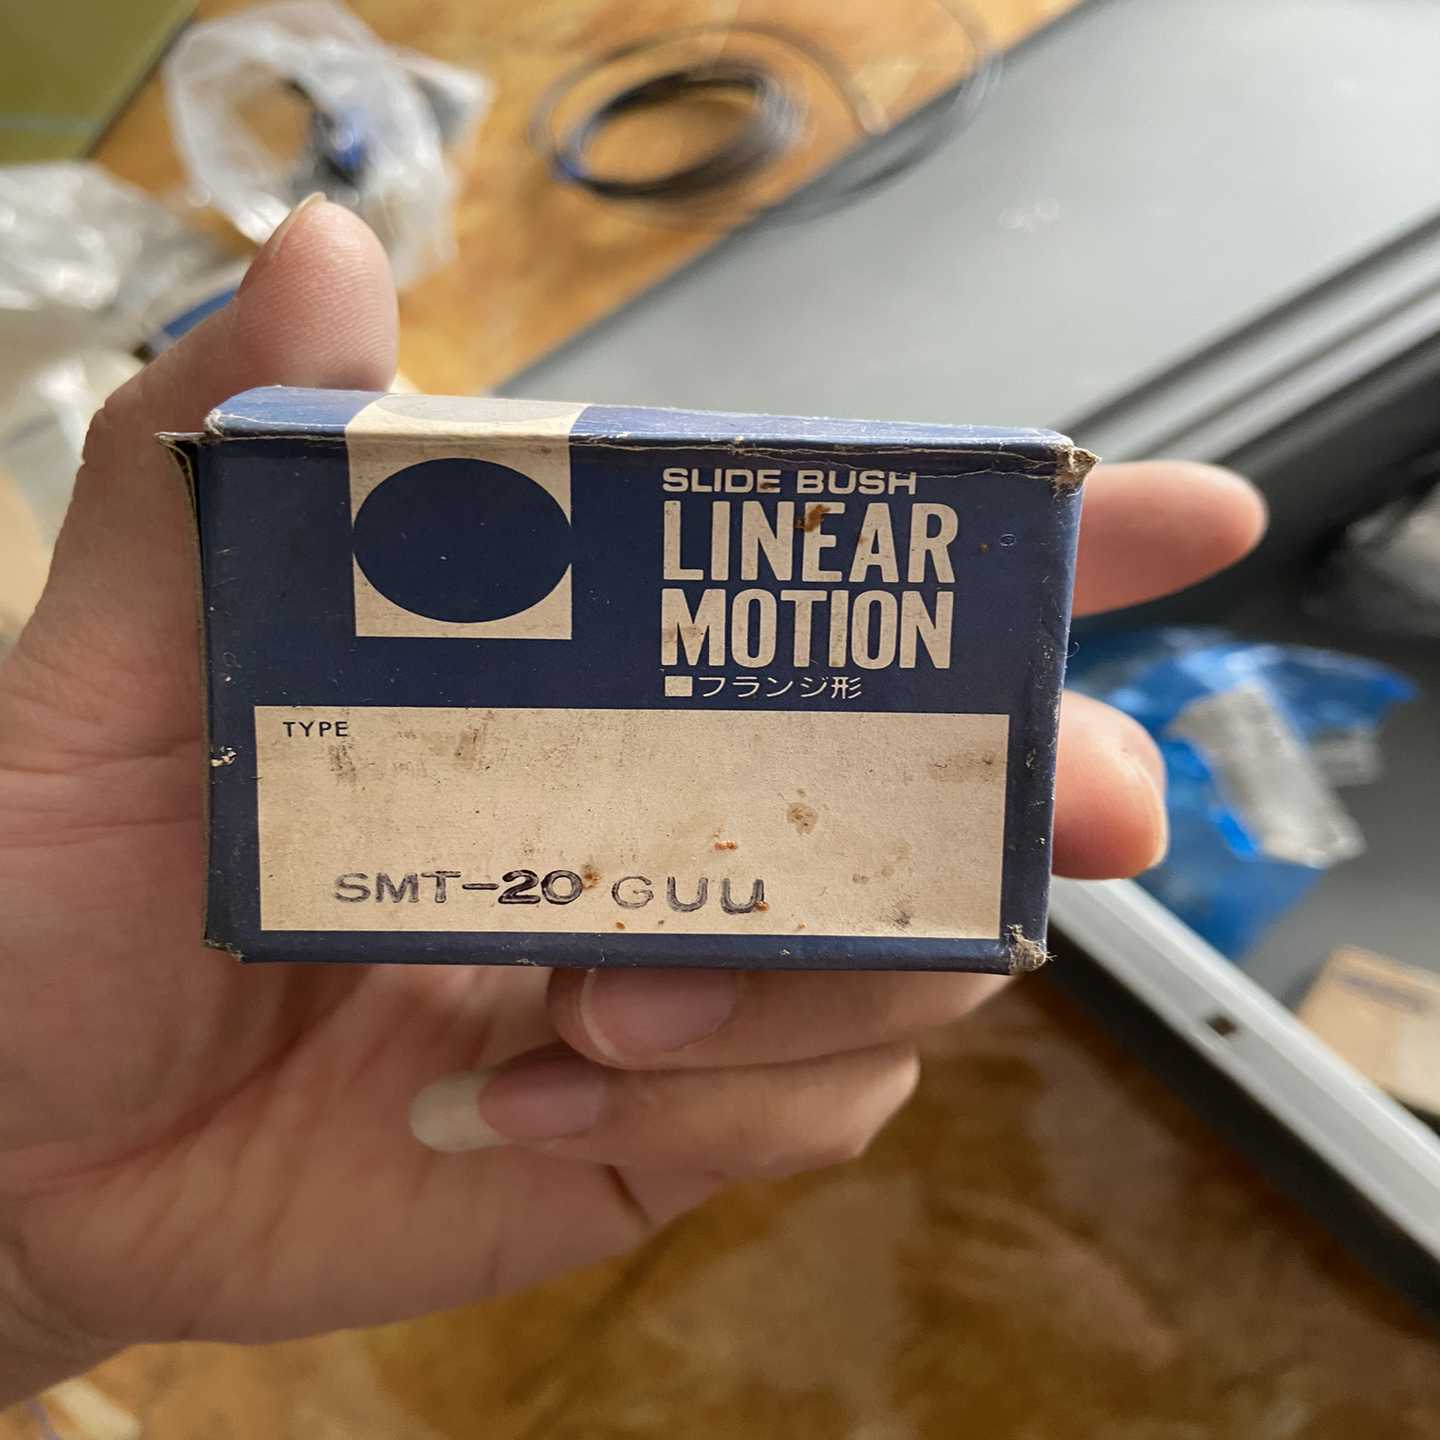 SLIDE BUSH
LINEAR
MOTION
■フランジ形
TYPE
SMT-20 GUU